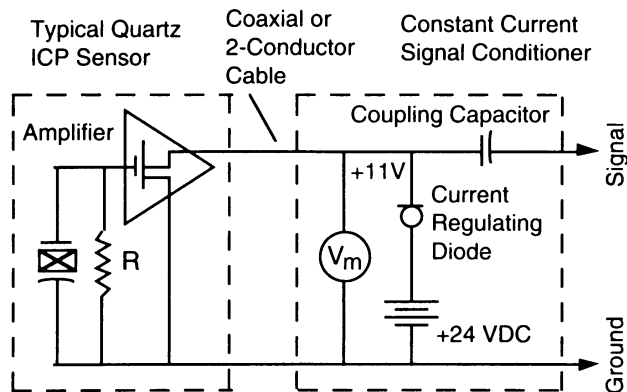 Typical Quartz
ICP Sensor
Coaxial or
2-Conductor
Cable
Constant Current
Signal Conditioner
Amplifier
R
Coupling Capacitor
+11V
Current
Regulating
Diode
Vm
+24 VDC
Signal
Ground